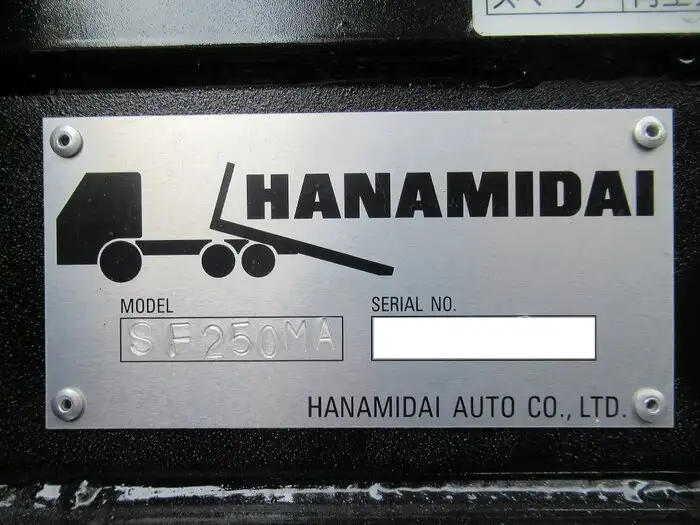 HANAMIDAI
MODEL
SERIAL NO.
SF250MA
HANAMIDAI AUTO CO., LTD.